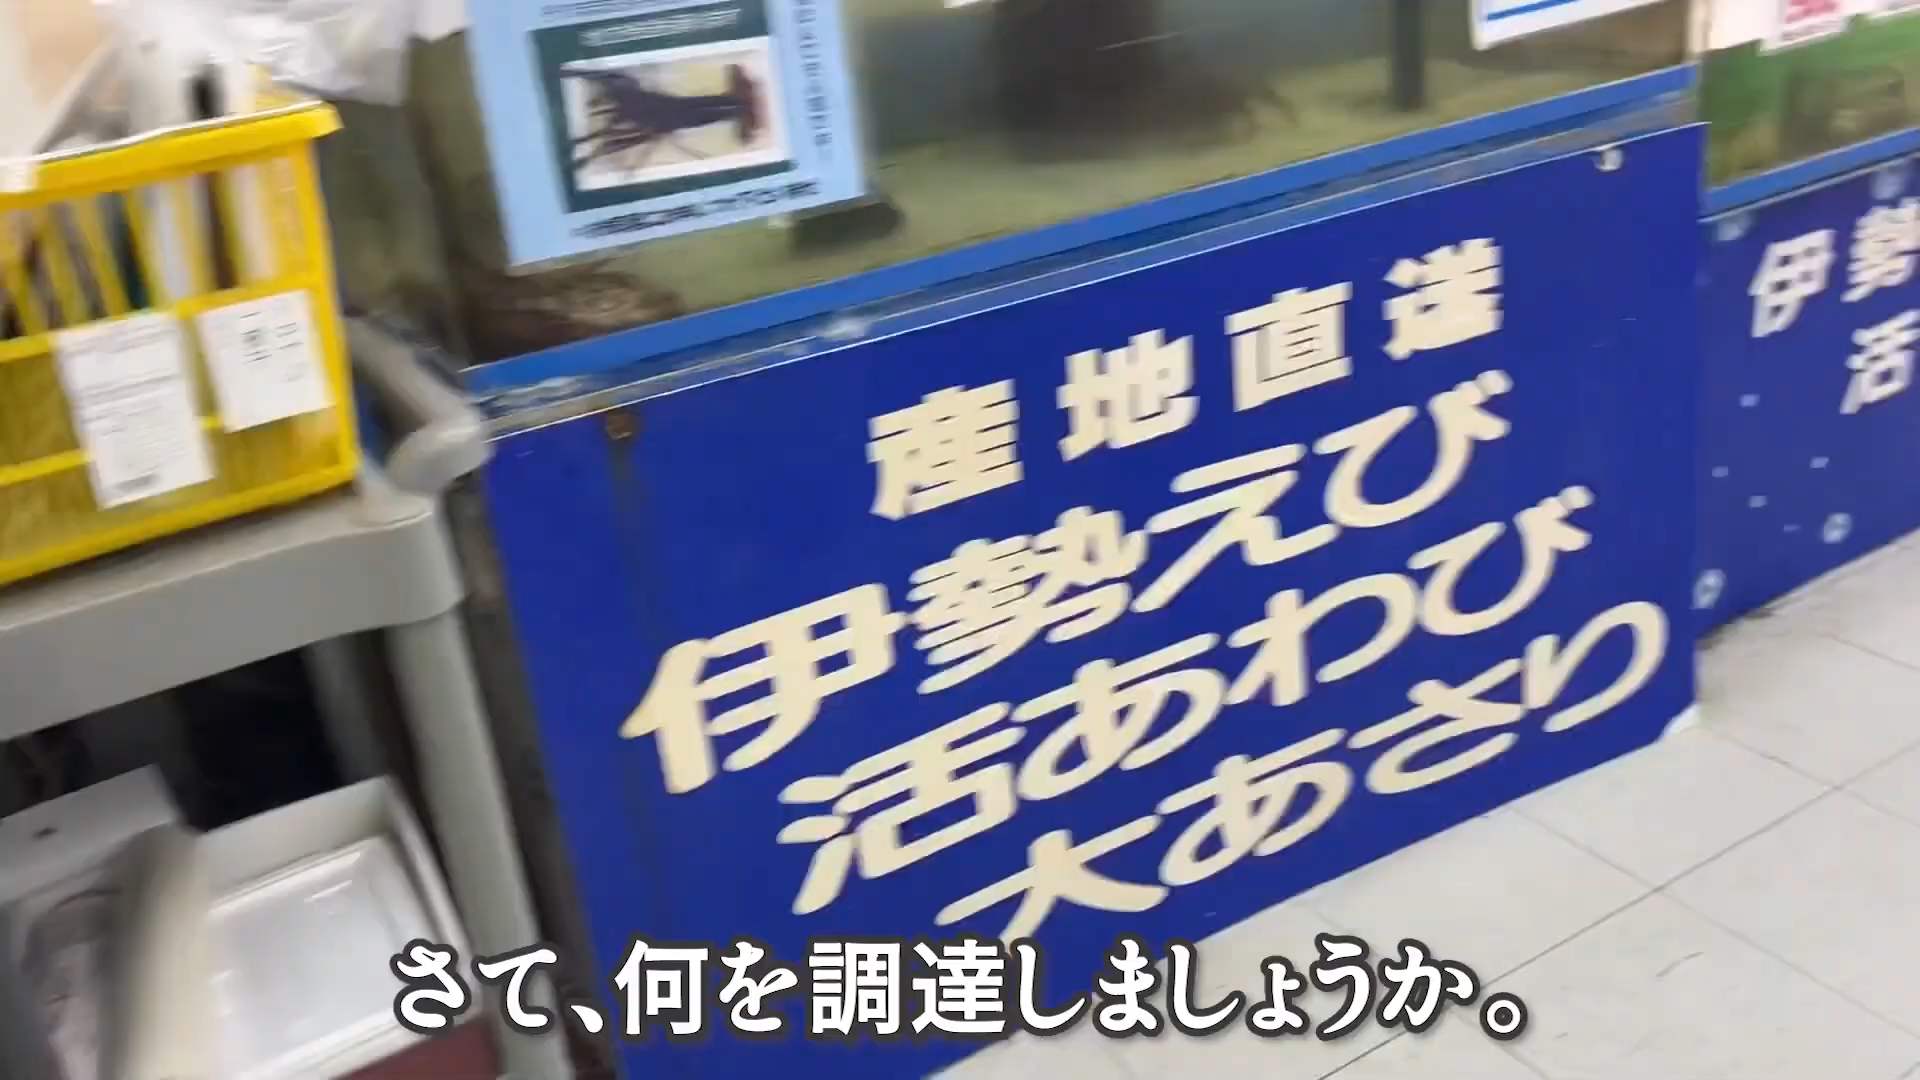 産地直送
伊勢えび
活あわび
大あさり
伊勢
活
さて、何を調達しましょうか。